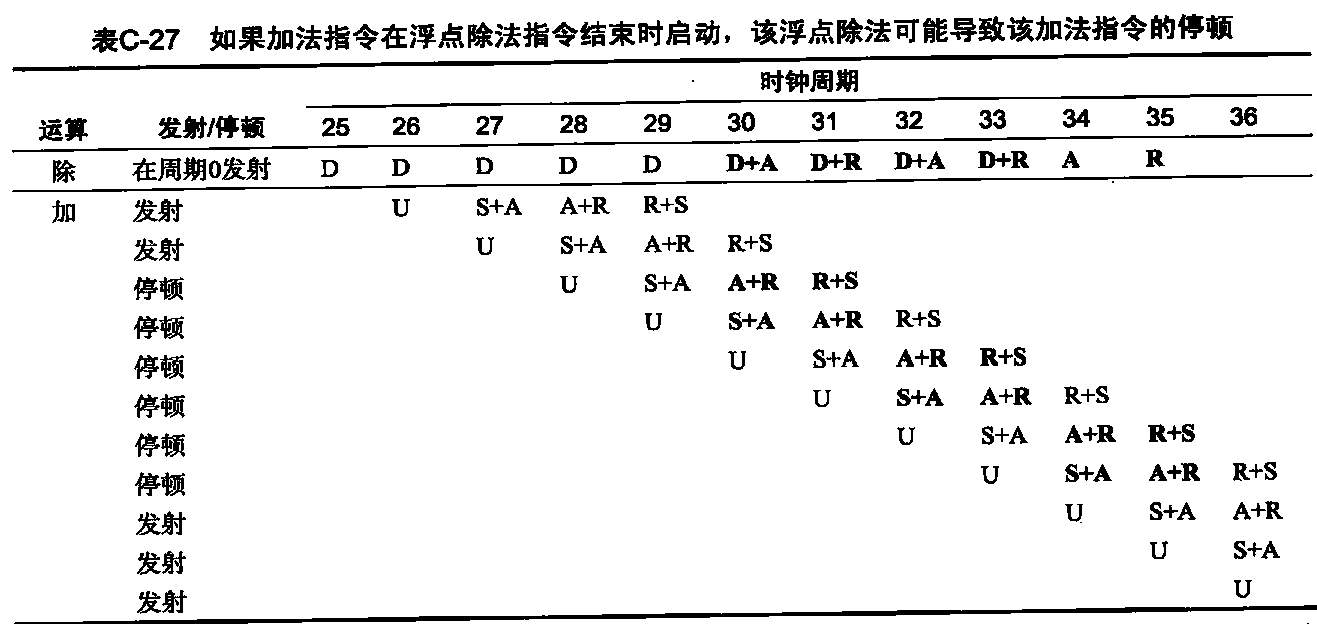 表C-27 如果加法指令在浮点除法指令结束时启动，该浮点除法可能导致该加法指令的停顿
时钟周期
运算 发射/停顿 25 26 27 28 29 30 31 32 33 34 35 36
除 在周期0发射 D D D D D D+A D+R D+A D+R A R
加 发射 U S+A A+R R+S
发射 U S+A A+R R+S
停顿 U S+A A+R R+S
停顿 U S+A A+R R+S
停顿 U S+A A+R R+S
停顿 U S+A A+R R+S
停顿 U S+A A+R R+S
停顿 U S+A A+R R+S
发射 U S+A A+R
发射 U S+A
发射 U